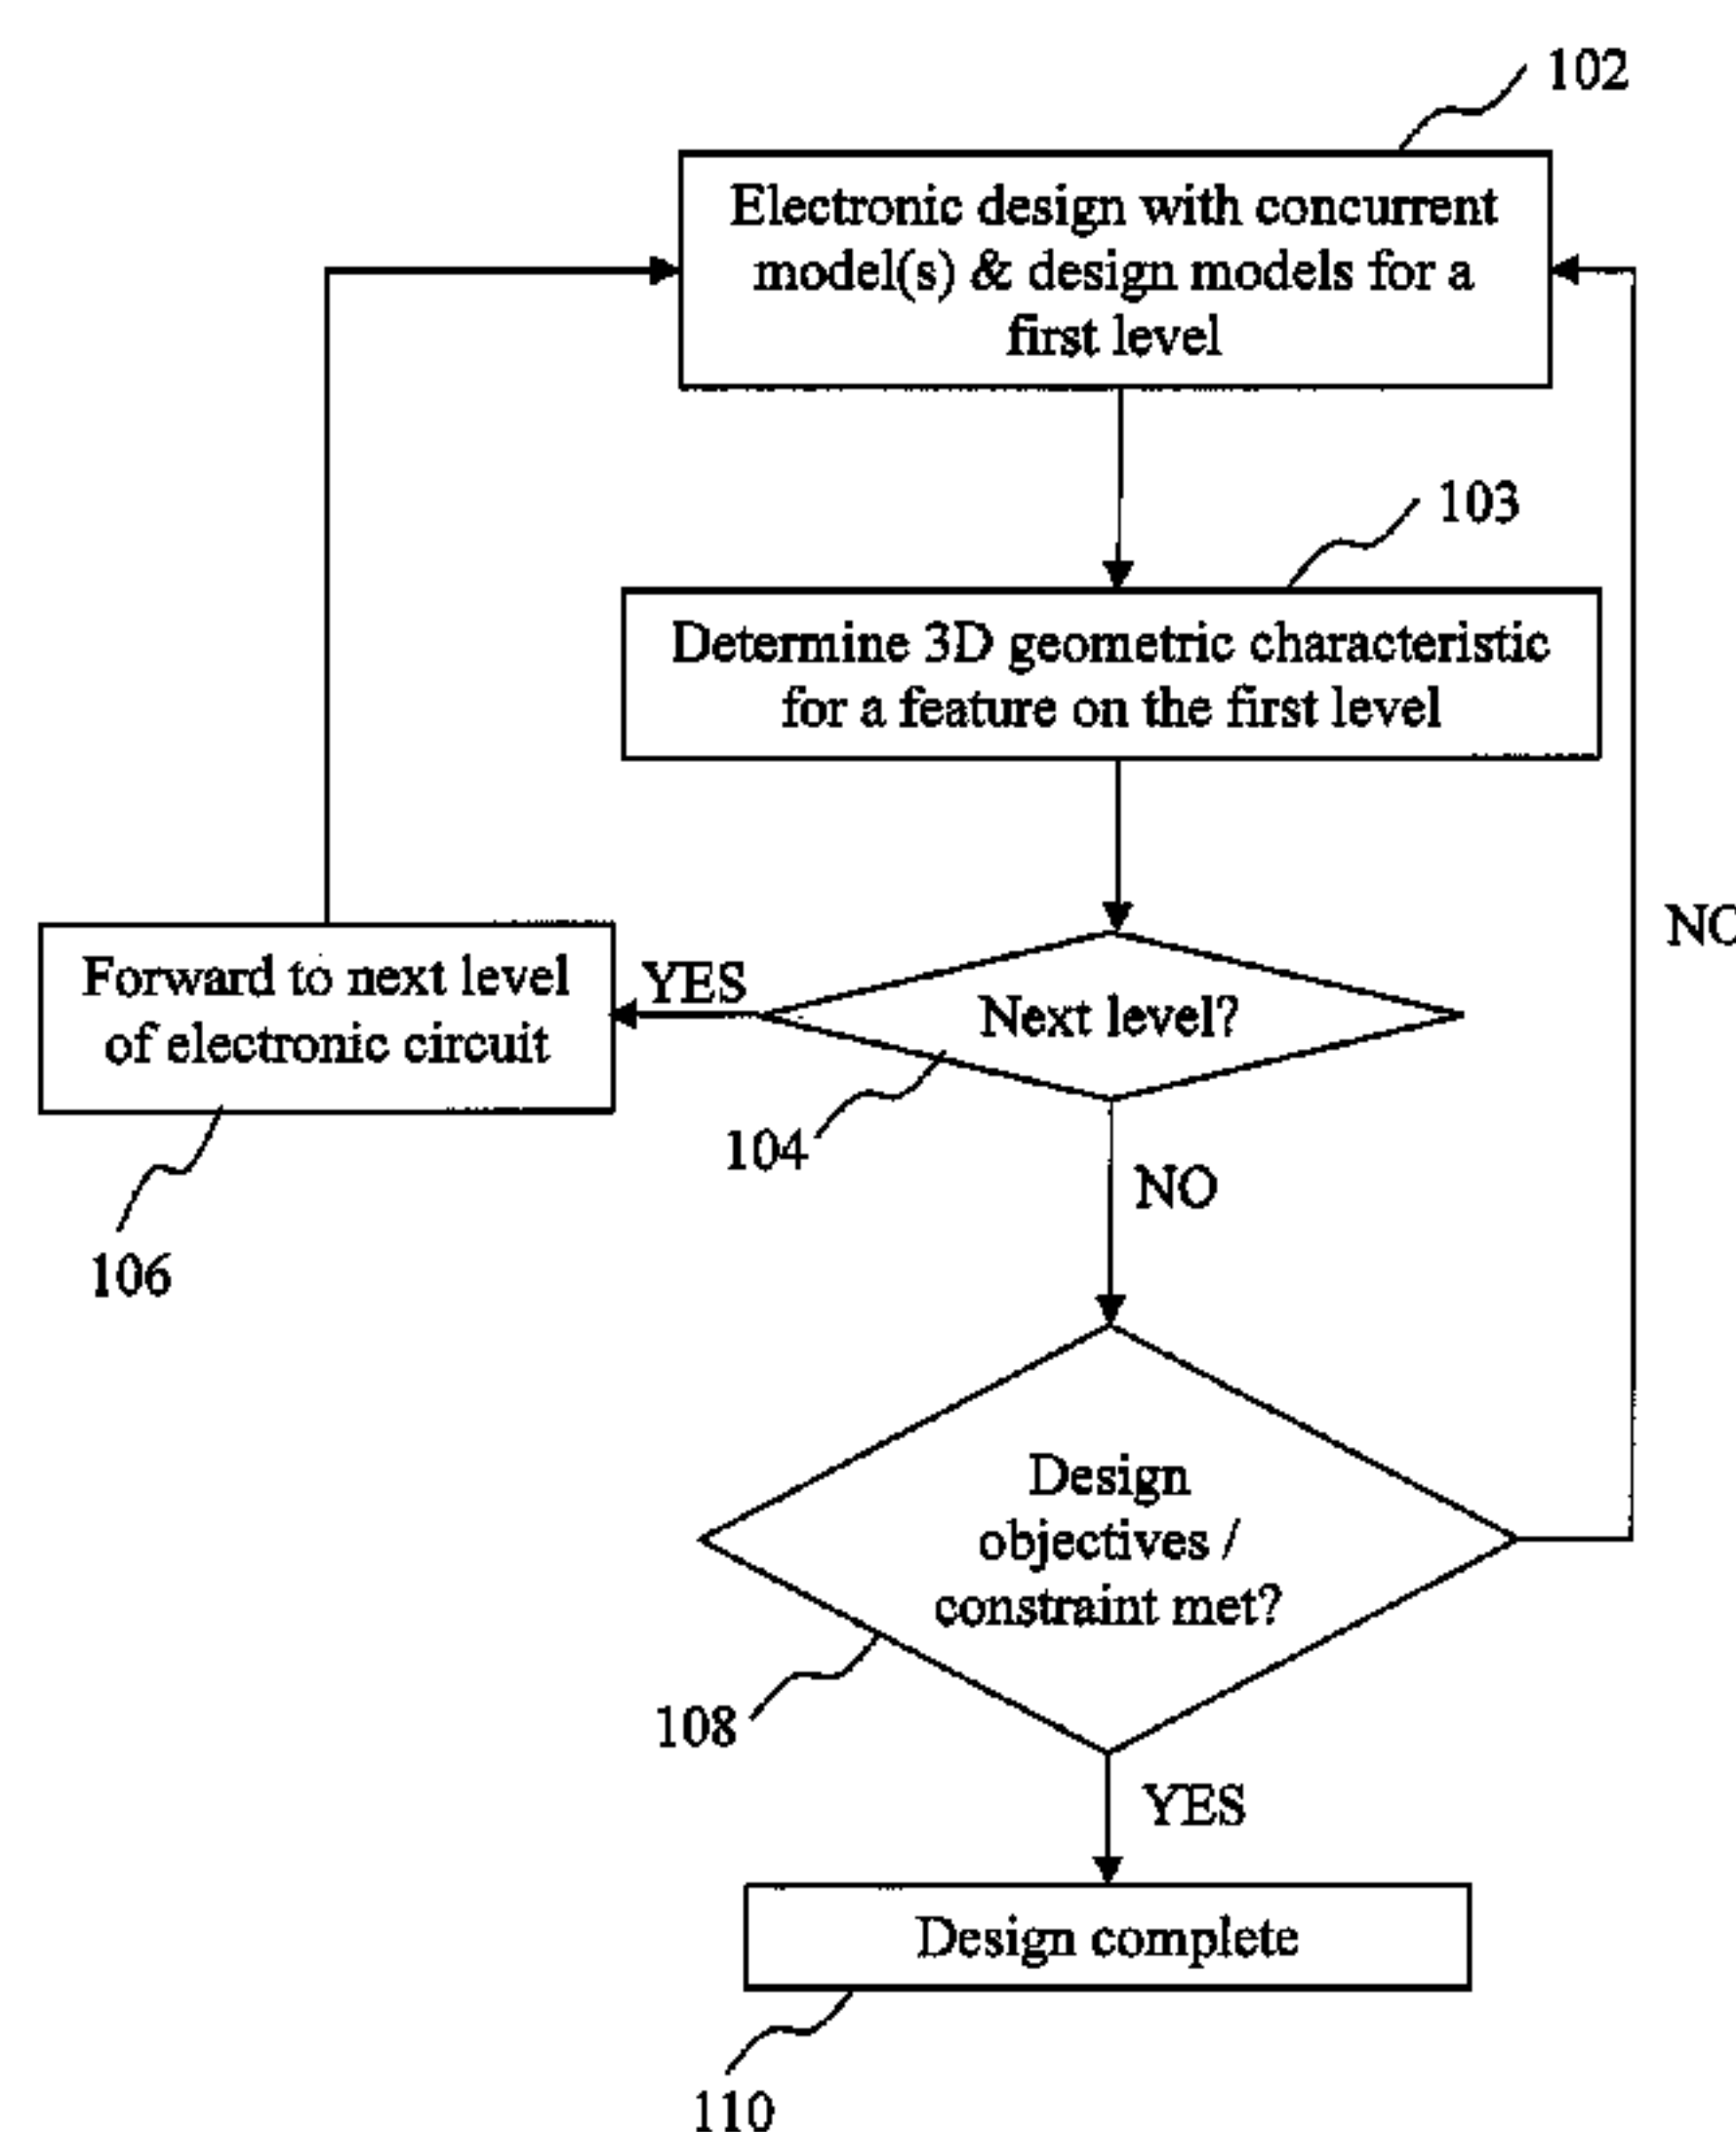 102
Electronic design with concurrent
model(s) & design models for a
first level
103
Determine 3D geometric characteristic
for a feature on the first level
NO
Forward to next level
of electronic circuit
YES
Next level?
104
NO
106
Design
objectives /
constraint met?
108
YES
Design complete
110